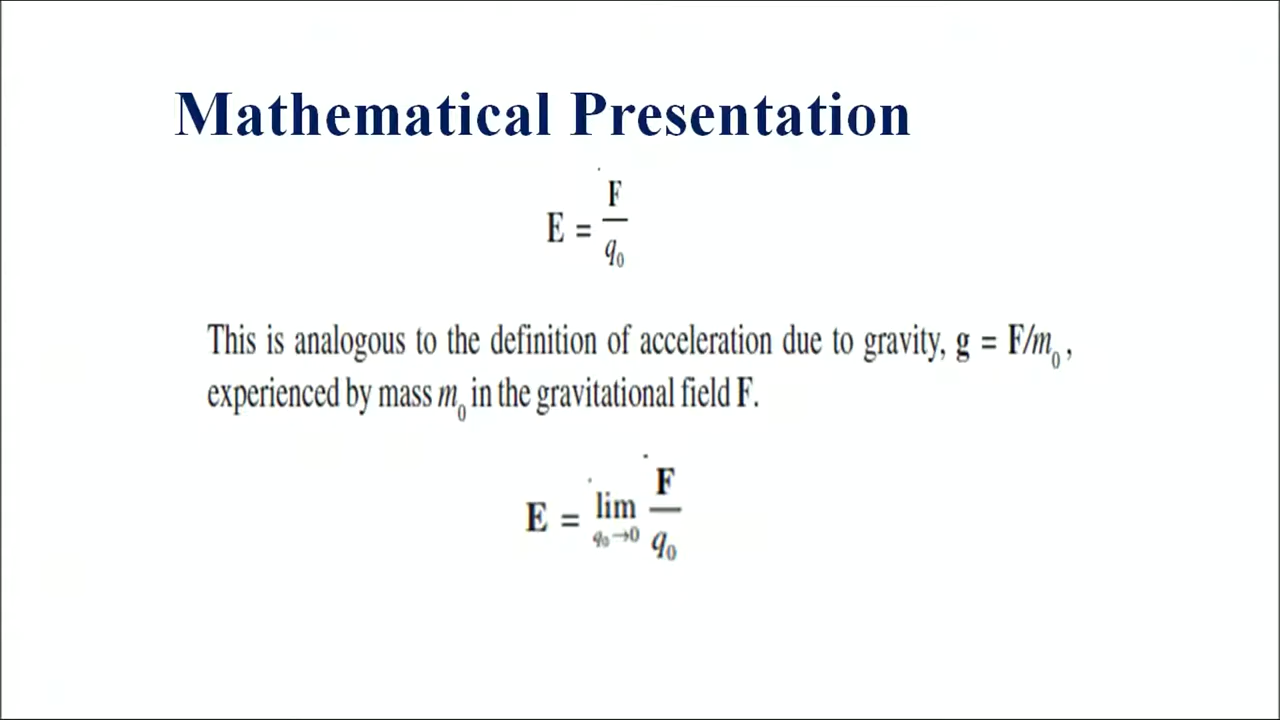 Mathematical Presentation
E = F/q₀
This is analogous to the definition of acceleration due to gravity, g = F/m₀,
experienced by mass m₀ in the gravitational field F.
E = lim q₀→0 F/q₀